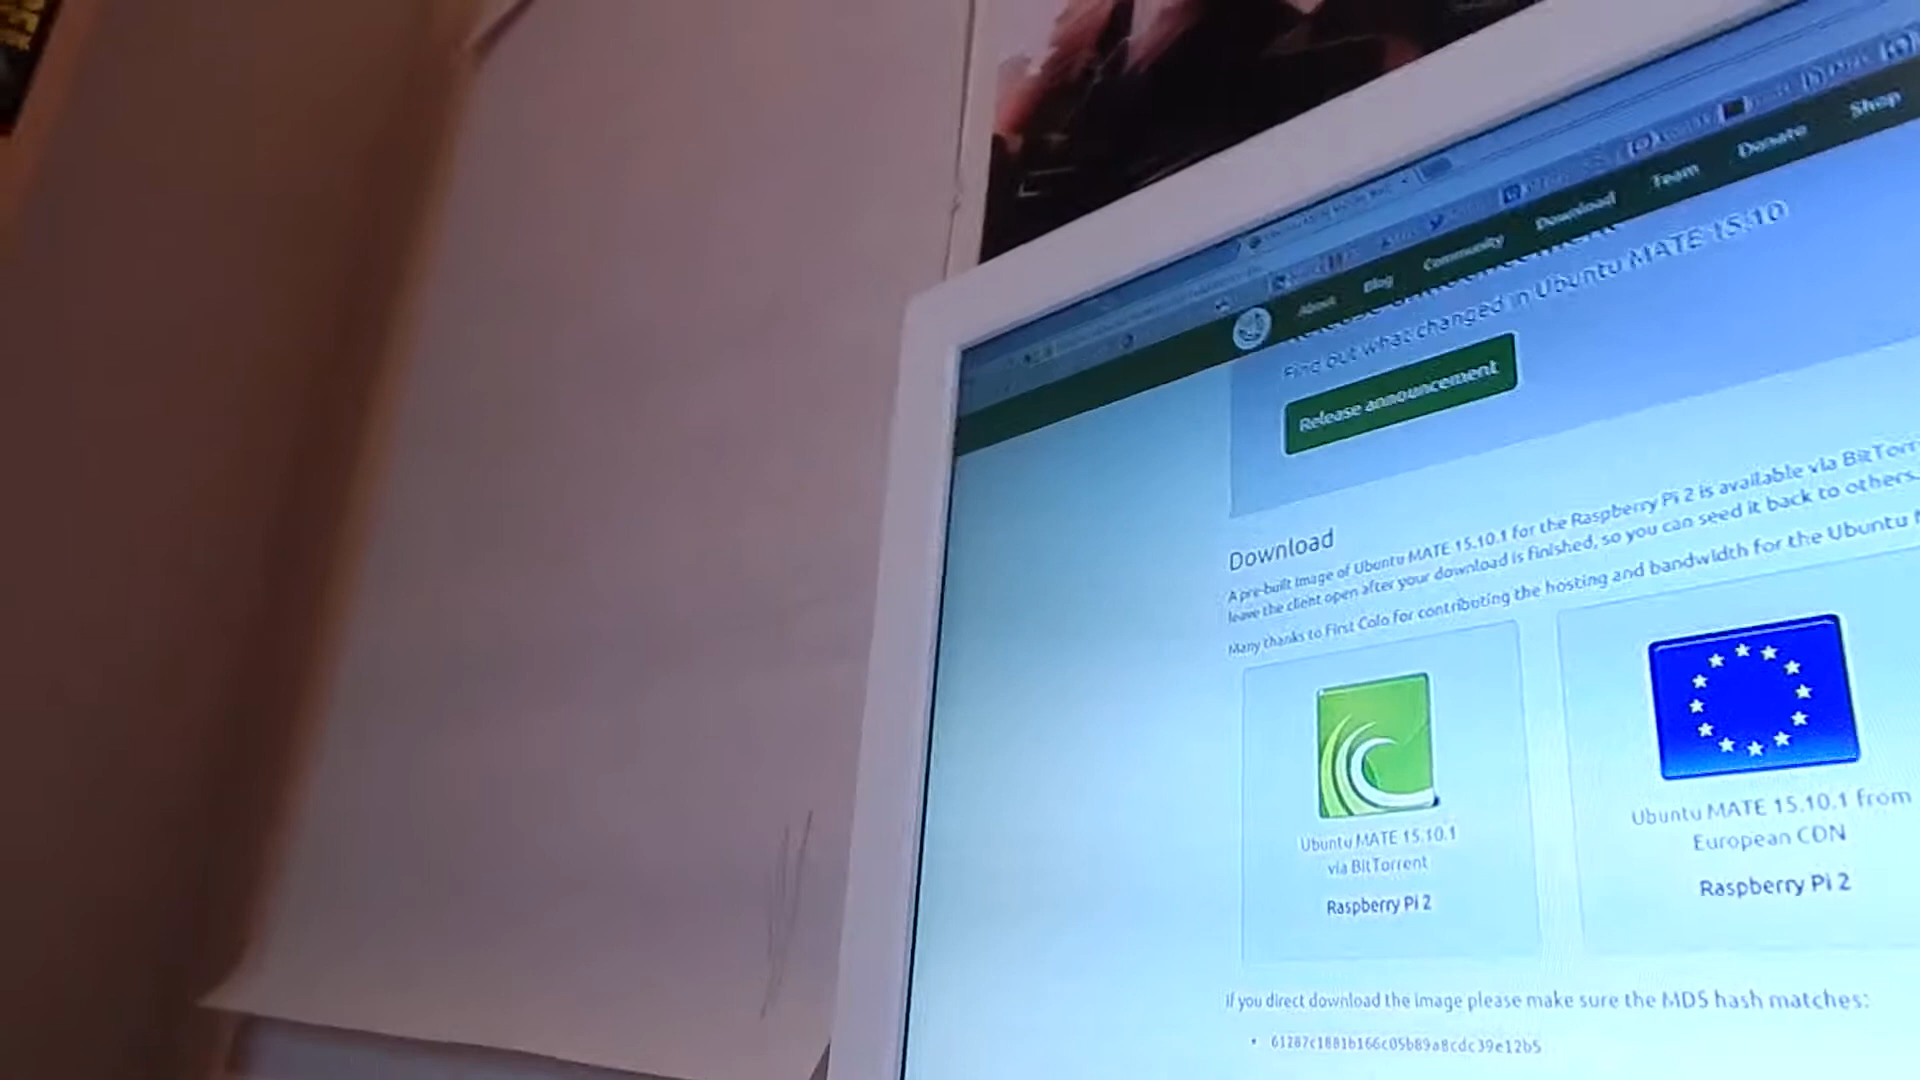 About Blog Community Download Team Donate Shop
Find out what changed in Ubuntu MATE 15.10
Release announcement
Download
A pre-built image of Ubuntu MATE 15.10.1 for the Raspberry Pi 2 is available via BitTorr
leave the client open after your download is finished, so you can seed it back to others.
Many thanks to First Colo for contributing the hosting and bandwidth for the Ubuntu
Ubuntu MATE 15.10.1
via BitTorrent
Raspberry Pi 2
Ubuntu MATE 15.10.1 from
European CDN
Raspberry Pi 2
If you direct download the image please make sure the MD5 hash matches:
• 61287c1881b166c05b89a8cdc39e12b5